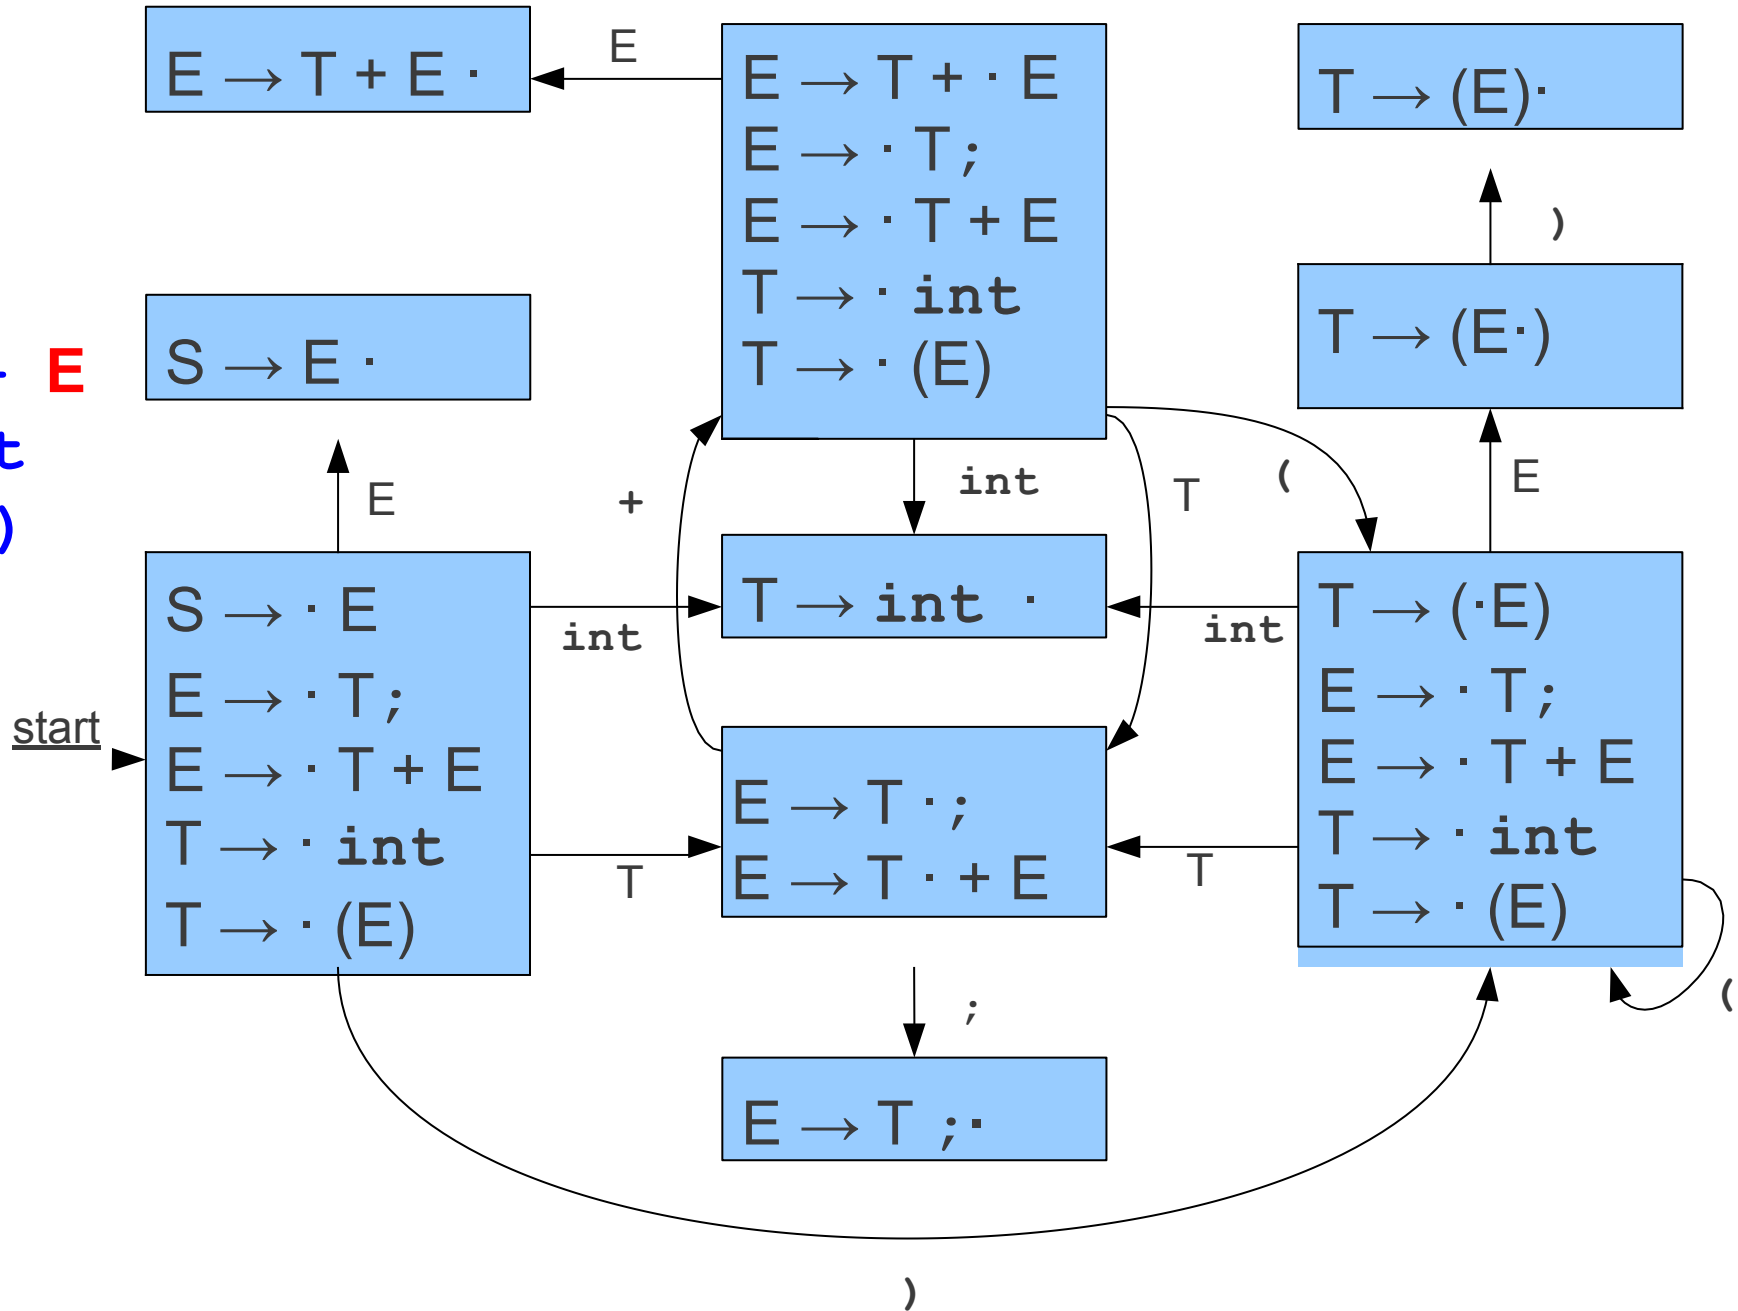 E → T + E ·
E
E → T + · E
E → · T ;
E → · T + E
T → · int
T → · (E)
T → (E)·
)
T → (E·)
E
S → E ·
E
t
)
E
+
int
T
(
E
S → · E
E → · T ;
E → · T + E
T → · int
T → · (E)
start
int
T → int ·
int
T → (·E)
E → · T ;
E → · T + E
T → · int
T → · (E)
T
E → T · ;
E → T · + E
T
(
;
E → T ; ·
)